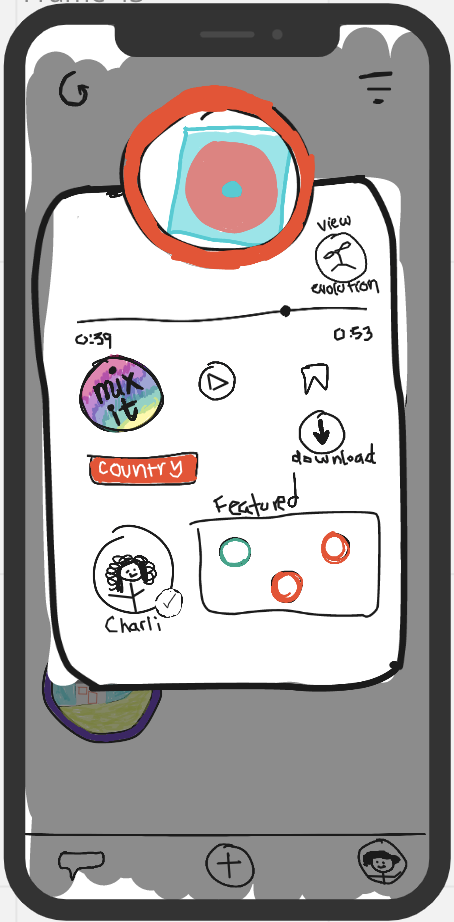 view
evolution
0:39
0:53
mix
it
download
country
Featured
Charli